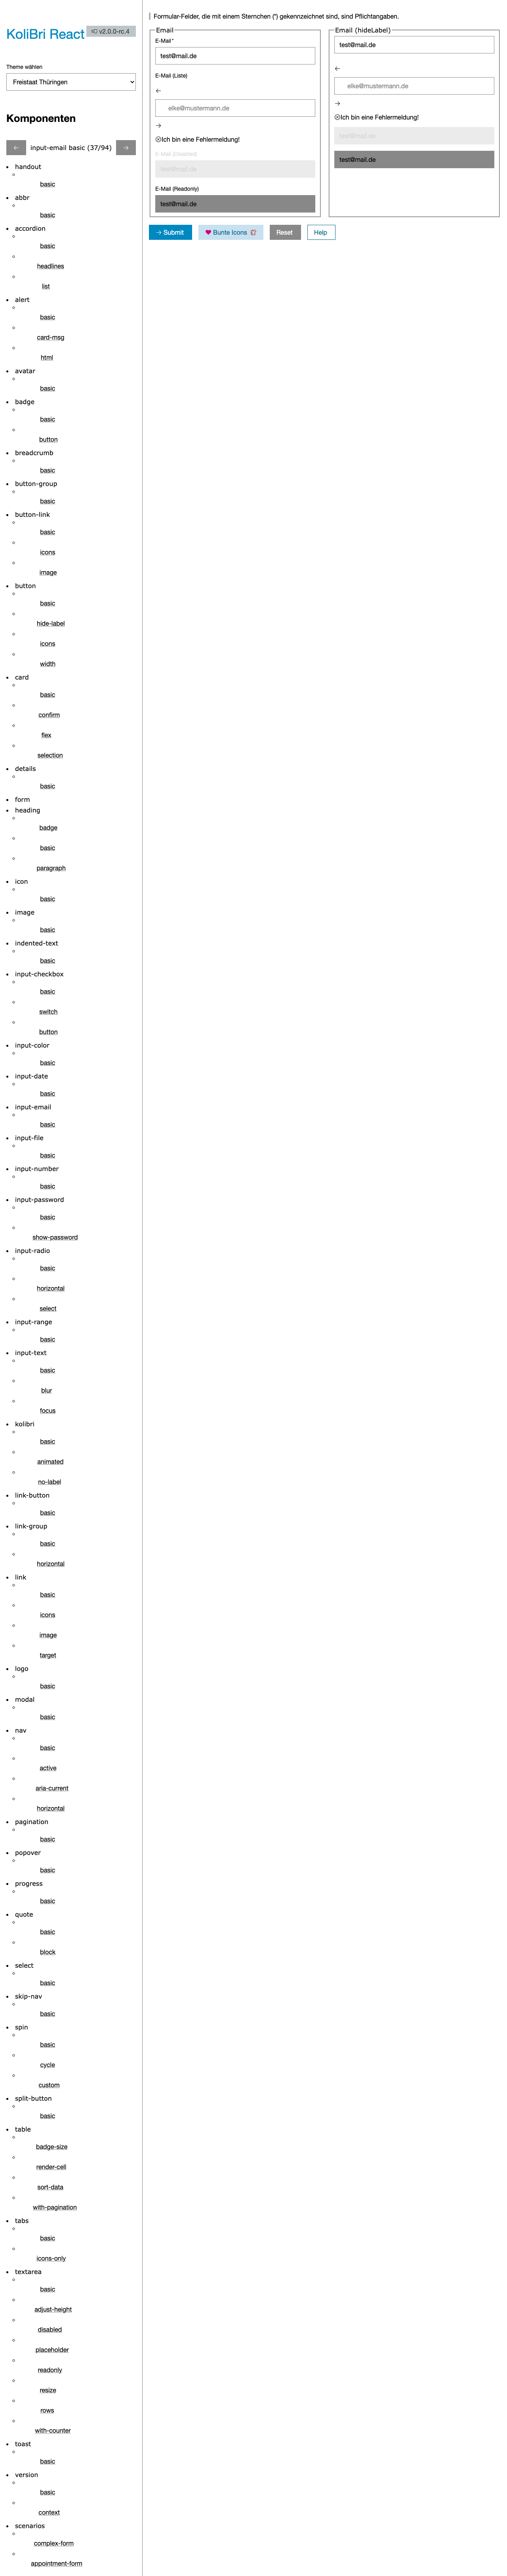 KoliBri React
v2.0.0-rc.4
Theme wählen
Freistaat Thüringen
Komponenten
← input-email basic (37/94) →
handout
basic
abbr
basic
accordion
basic
headlines
list
alert
basic
card-msg
html
avatar
basic
badge
basic
button
breadcrumb
basic
button-group
basic
button-link
basic
icons
image
button
basic
hide-label
icons
width
card
basic
confirm
flex
selection
details
basic
form
heading
badge
basic
paragraph
icon
basic
image
basic
indented-text
basic
input-checkbox
basic
switch
button
input-color
basic
input-date
basic
input-email
basic
input-file
basic
input-number
basic
input-password
basic
show-password
input-radio
basic
horizontal
select
input-range
basic
input-text
basic
blur
focus
kolibri
basic
animated
no-label
link-button
basic
link-group
basic
horizontal
link
basic
icons
image
target
logo
basic
modal
basic
nav
basic
active
aria-current
horizontal
pagination
basic
popover
basic
progress
basic
quote
basic
block
select
basic
skip-nav
basic
spin
basic
cycle
custom
split-button
basic
table
badge-size
render-cell
sort-data
with-pagination
tabs
basic
icons-only
textarea
basic
adjust-height
disabled
placeholder
readonly
resize
rows
with-counter
toast
basic
version
basic
context
scenarios
complex-form
appointment-form
Formular-Felder, die mit einem Sternchen (*) gekennzeichnet sind, sind Pflichtangaben.
Email
E-Mail*
test@mail.de
E-Mail (Liste)
←
elke@mustermann.de
→
Ich bin eine Fehlermeldung!
E-Mail (Disabled)
test@mail.de
E-Mail (Readonly)
test@mail.de
Email (hideLabel)
test@mail.de
←
elke@mustermann.de
→
Ich bin eine Fehlermeldung!
test@mail.de
test@mail.de
→ Submit
Bunte Icons
Reset
Help